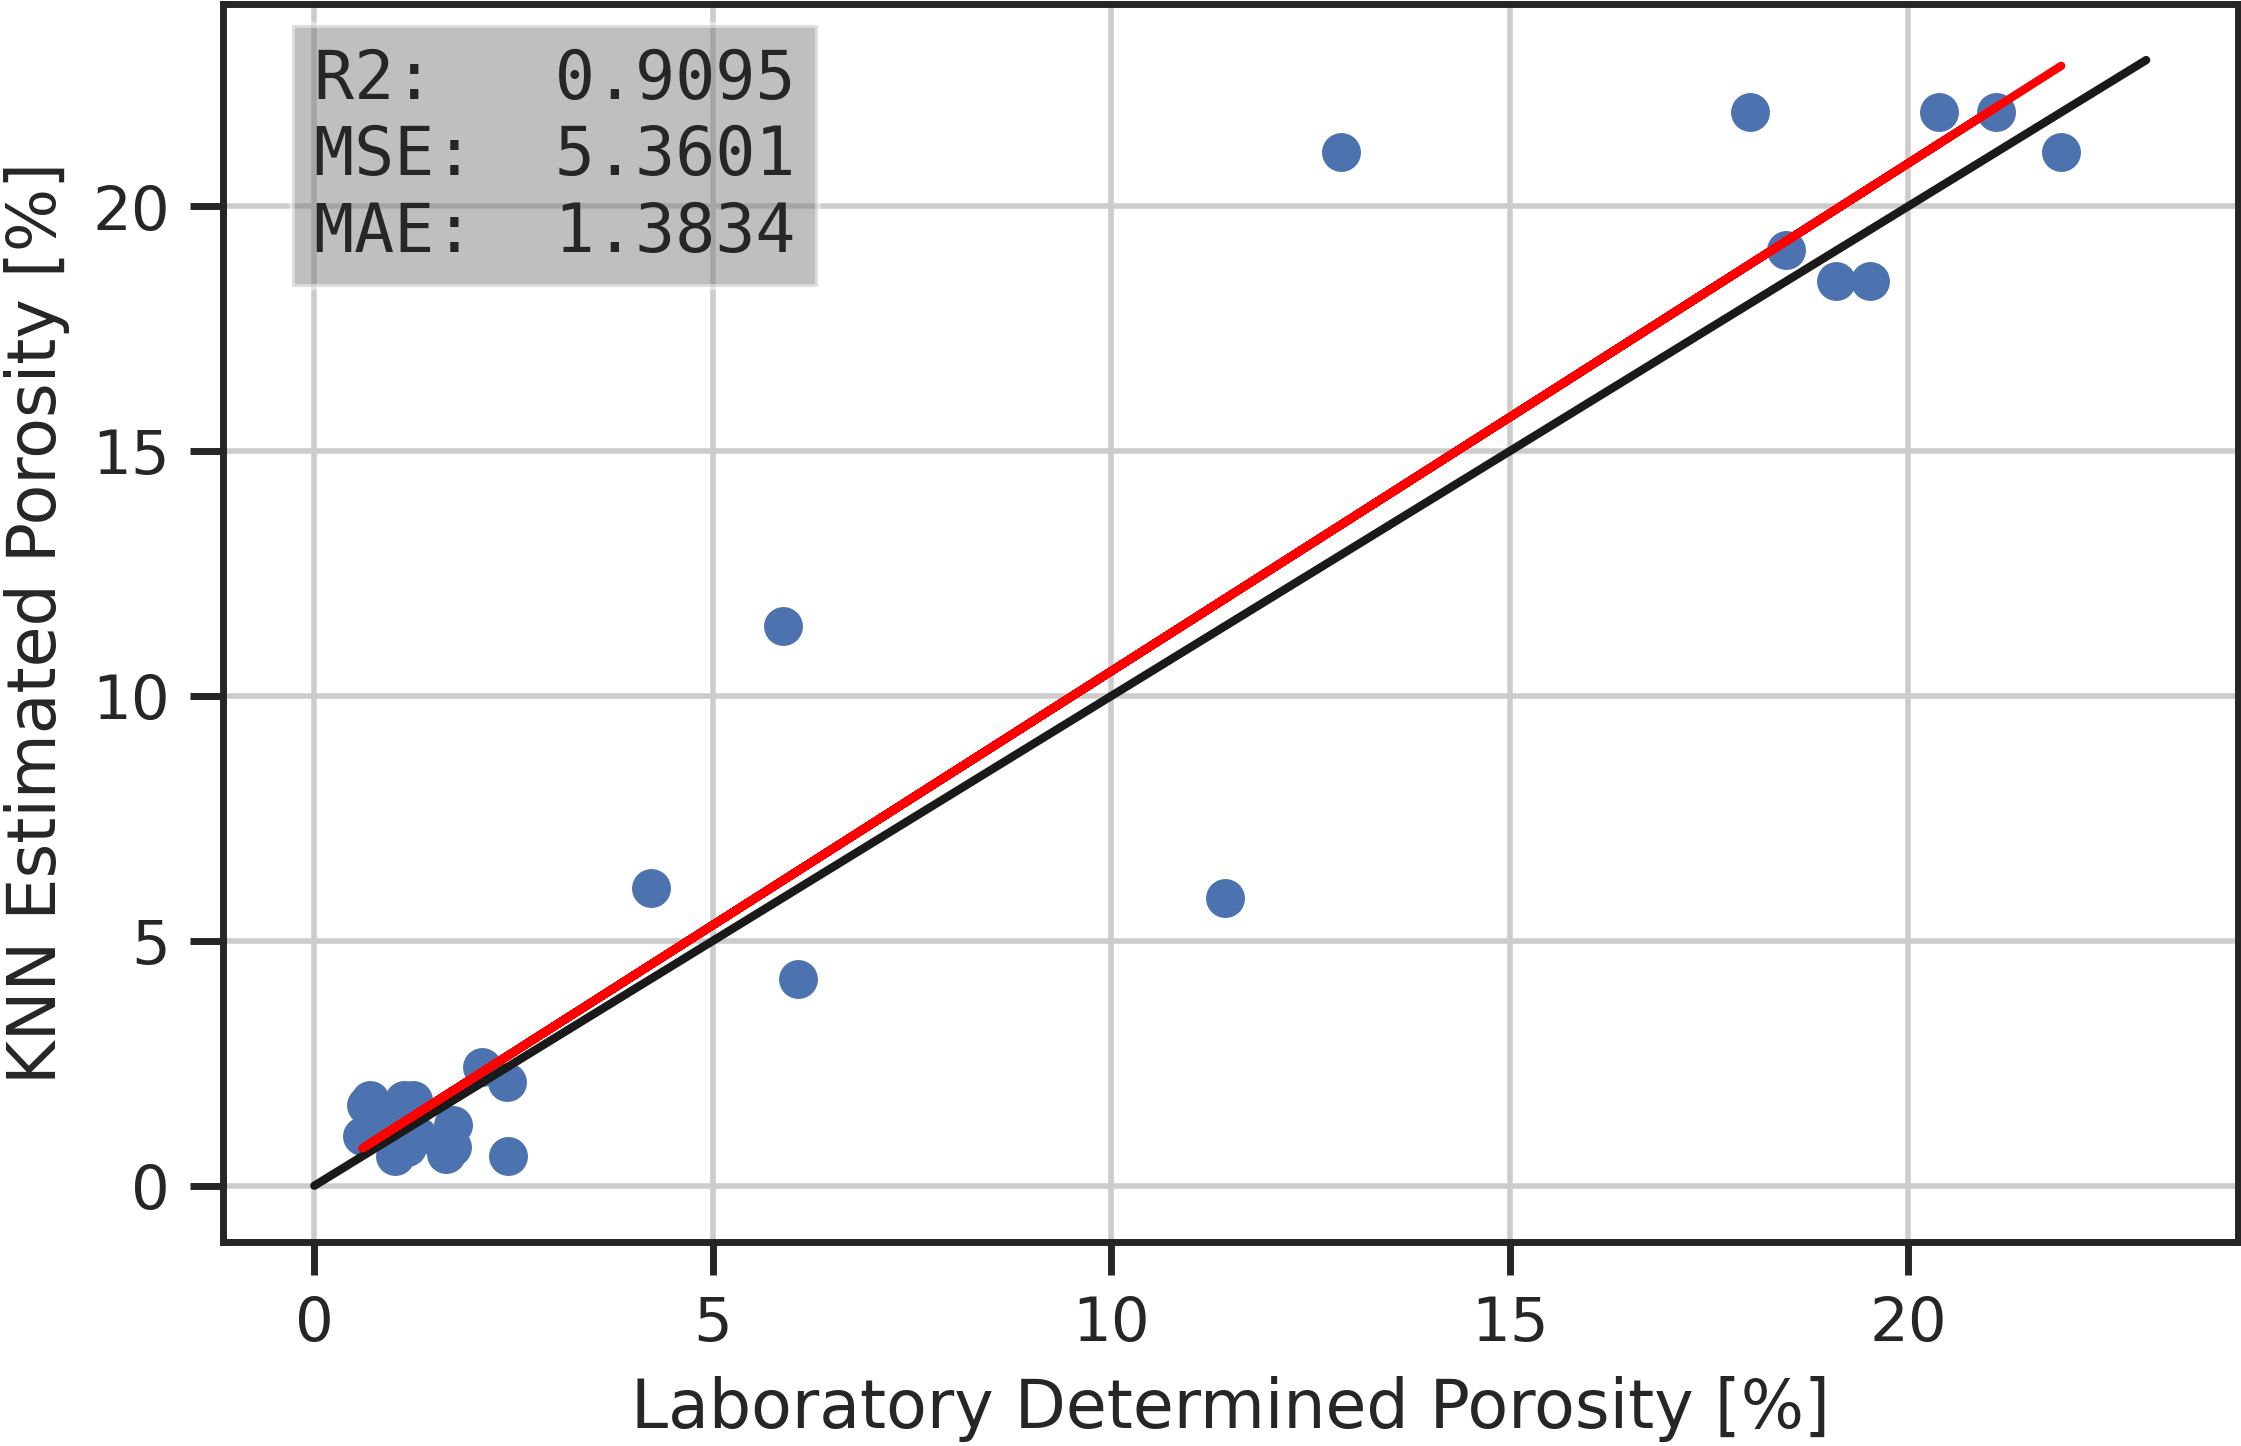 R2: 0.9095
MSE: 5.3601
MAE: 1.3834
KNN Estimated Porosity [%]
20
15
10
5
0
0 5 10 15 20
Laboratory Determined Porosity [%]